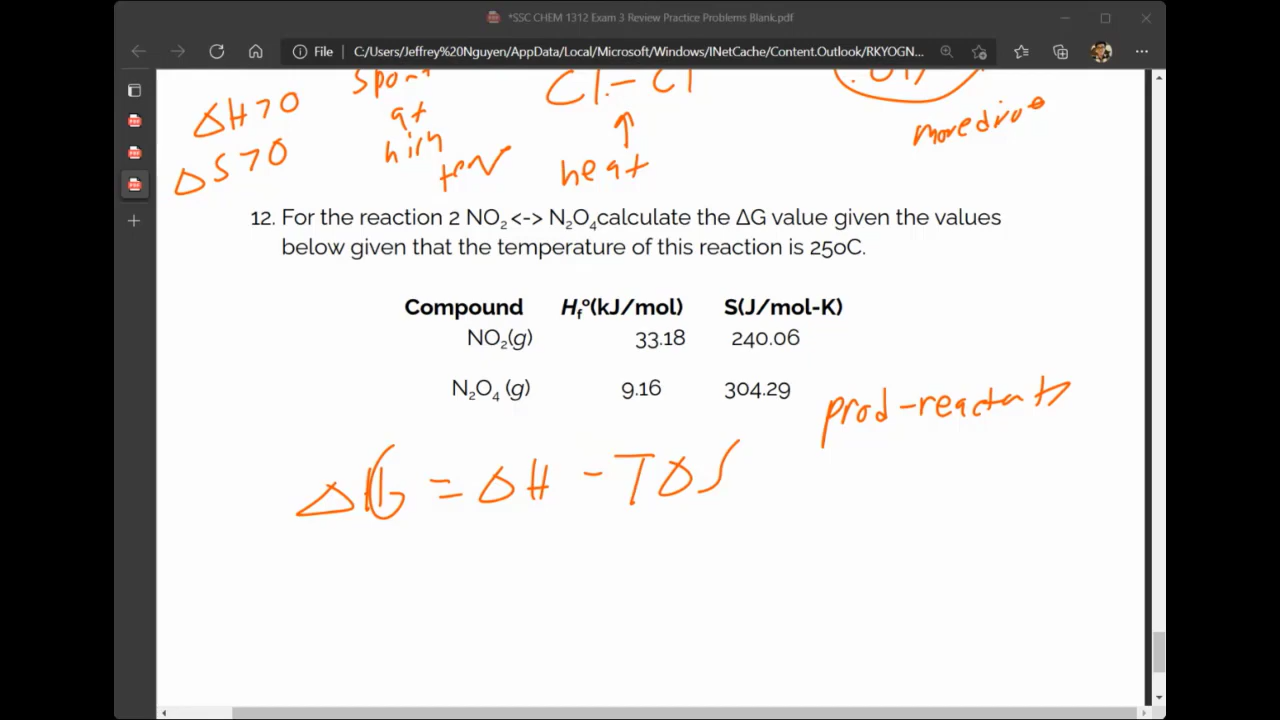 *SSC CHEM 1312 Exam 3 Review Practice Problems Blank.pdf
File C:/Users/Jeffrey%20Nguyen/AppData/Local/Microsoft/Windows/INetCache/Content.Outlook/RKYOGN...
ΔH>0
ΔS>0
spont
at
high
Cl-Cl
↑
heat
more dis
12. For the reaction 2 NO₂<-> N₂O₄calculate the ΔG value given the values
below given that the temperature of this reaction is 25oC.
Compound Hf°(kJ/mol) S(J/mol-K)
NO₂(g) 33.18 240.06
N₂O₄ (g) 9.16 304.29
prod-reactants
ΔG = ΔH - TΔS